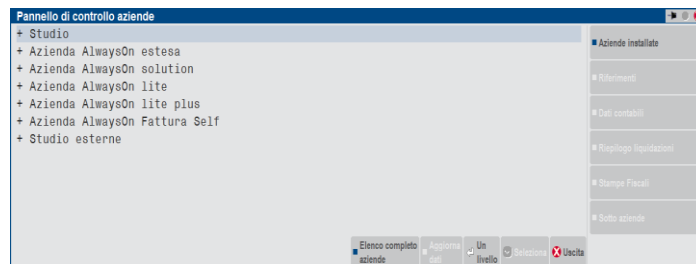 Pannello di controllo aziende
+ Studio
+ Azienda AlwaysOn estesa
+ Azienda AlwaysOn solution
+ Azienda AlwaysOn lite
+ Azienda AlwaysOn lite plus
+ Azienda AlwaysOn Fattura Self
+ Studio esterne
Aziende installate
Riferimenti
Dati contabili
Riepilogo liquidazioni
Stampe Fiscali
Sotto aziende
Elenco completo
aziende
Aggiorna
dati
Un
livello
Seleziona
Uscita